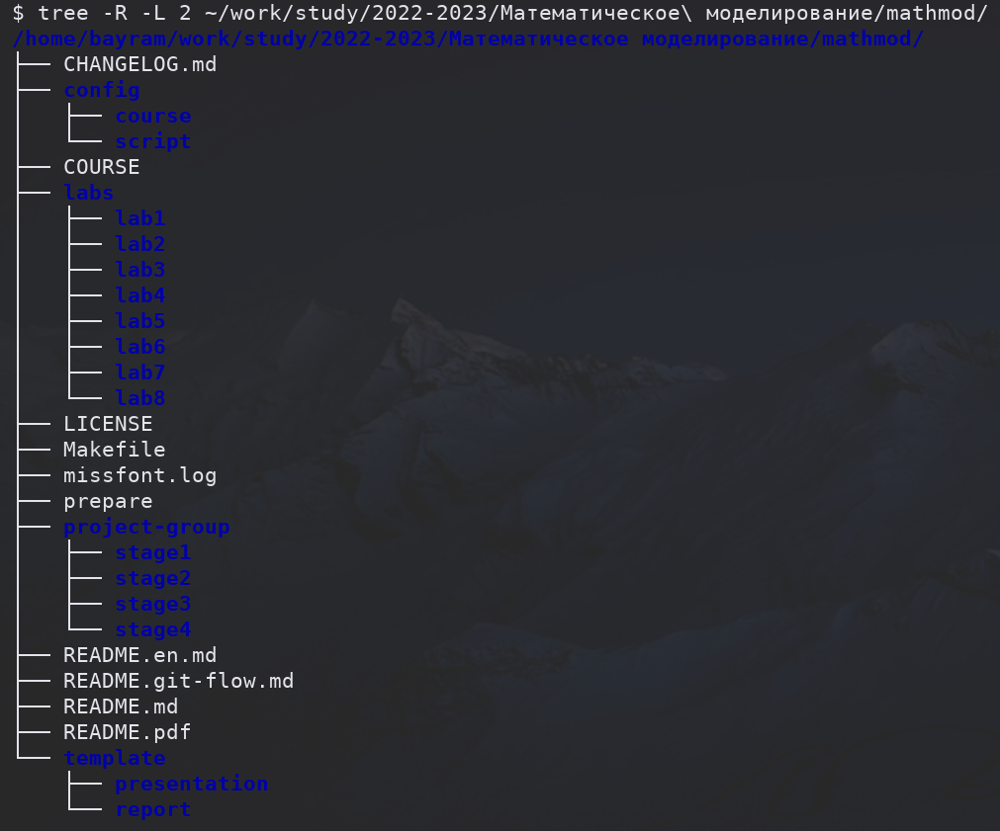 $ tree -R -L 2 ~/work/study/2022-2023/Математическое\ моделирование/mathmod/
/home/bayram/work/study/2022-2023/Математическое моделирование/mathmod/
├── CHANGELOG.md
├── config
│   ├── course
│   └── script
├── COURSE
├── labs
│   ├── lab1
│   ├── lab2
│   ├── lab3
│   ├── lab4
│   ├── lab5
│   ├── lab6
│   ├── lab7
│   └── lab8
├── LICENSE
├── Makefile
├── missfont.log
├── prepare
├── project-group
│   ├── stage1
│   ├── stage2
│   ├── stage3
│   └── stage4
├── README.en.md
├── README.git-flow.md
├── README.md
├── README.pdf
└── template
    ├── presentation
    └── report